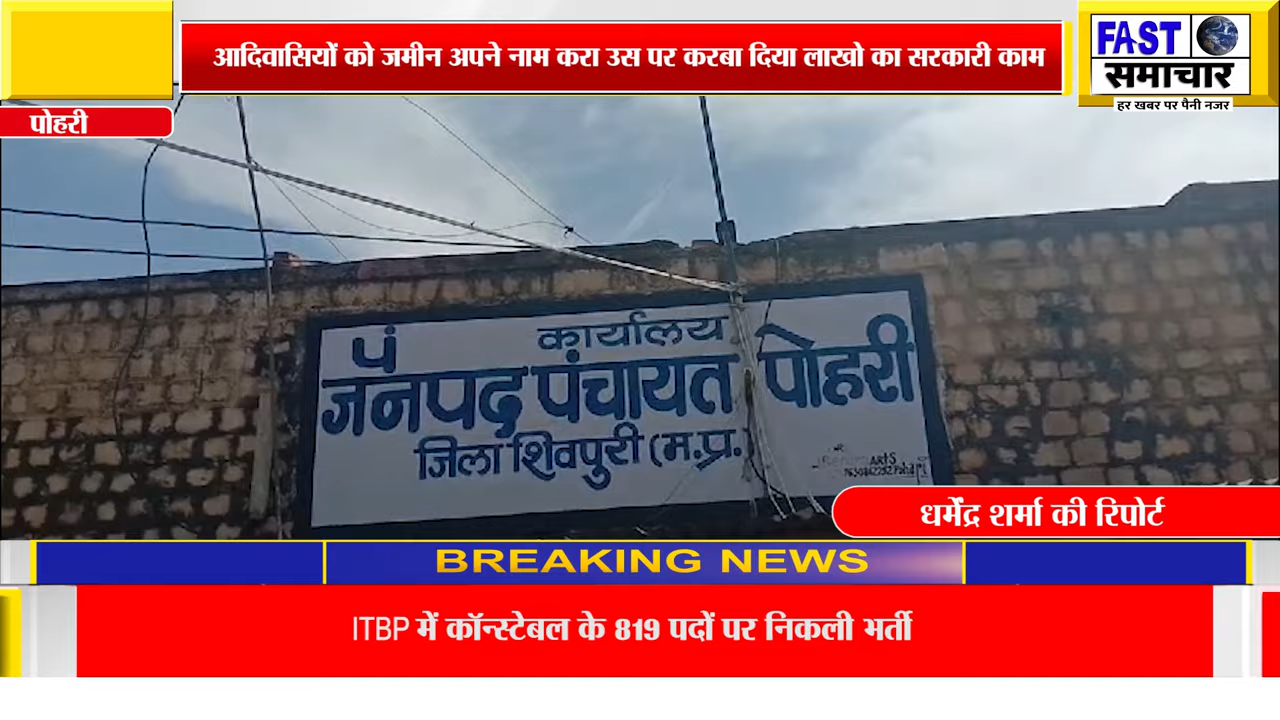 आदिवासियों को जमीन अपने नाम करा उस पर करबा दिया लाखो का सरकारी काम
FAST
समाचार
हर खबर पर पैनी नजर
पोहरी
कार्यालय
पं
जनपद पंचायत पोहरी
जिला शिवपुरी (म.प्र.)
ARTS
धर्मेंद्र शर्मा की रिपोर्ट
BREAKING NEWS
ITBP में कॉन्स्टेबल के 819 पदों पर निकली भर्ती